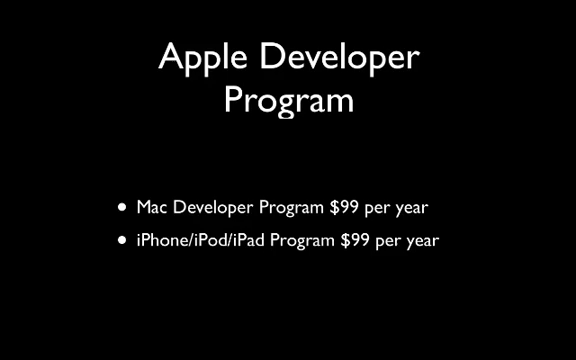 Apple Developer
Program
• Mac Developer Program $99 per year
• iPhone/iPod/iPad Program $99 per year